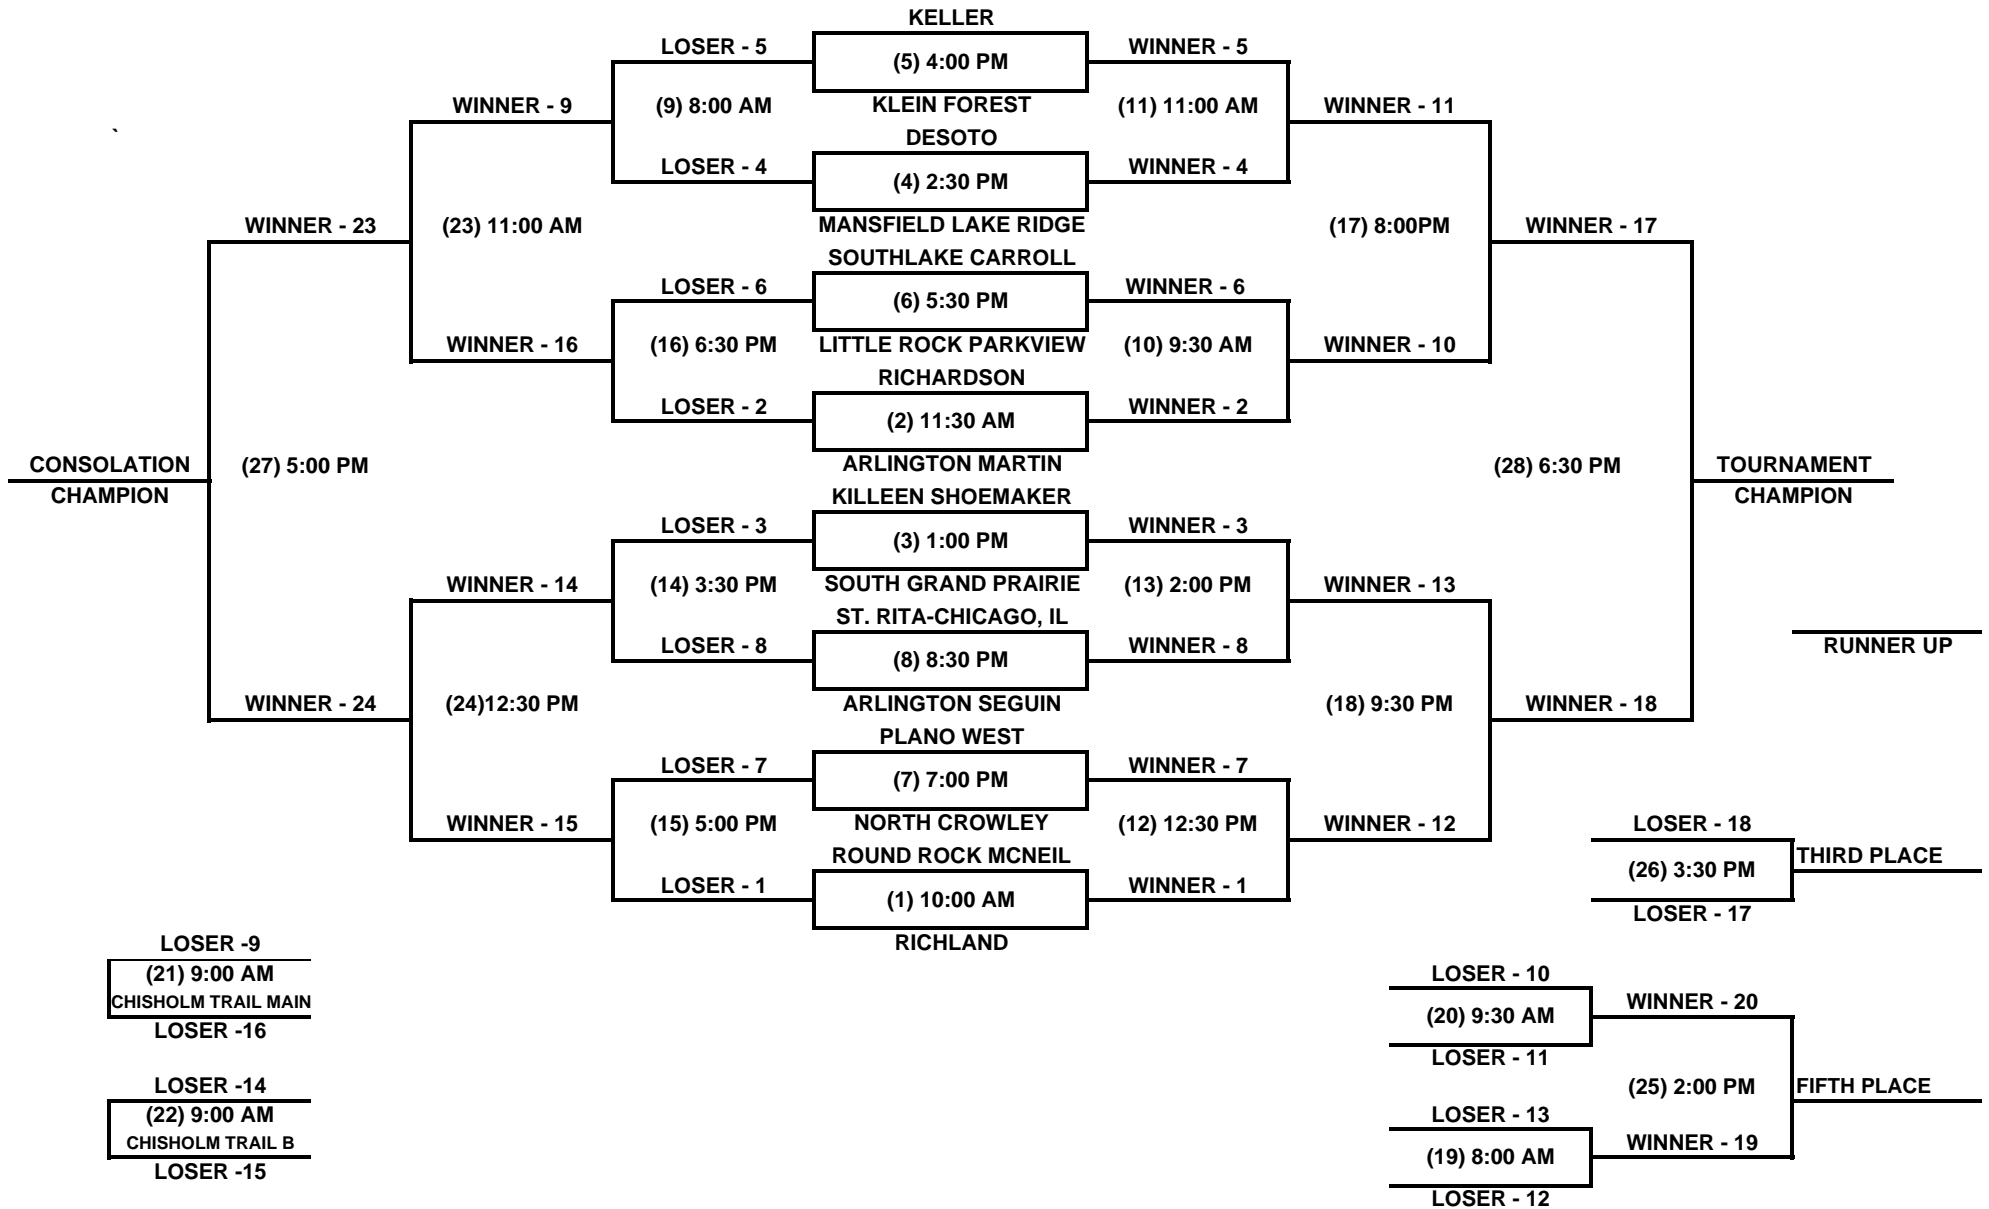 KELLER
LOSER - 5
(5) 4:00 PM
WINNER - 5
WINNER - 9
(9) 8:00 AM
KLEIN FOREST
(11) 11:00 AM
WINNER - 11
`
DESOTO
LOSER - 4
(4) 2:30 PM
WINNER - 4
WINNER - 23
(23) 11:00 AM
MANSFIELD LAKE RIDGE
(17) 8:00PM
WINNER - 17
SOUTHLAKE CARROLL
LOSER - 6
(6) 5:30 PM
WINNER - 6
WINNER - 16
(16) 6:30 PM
LITTLE ROCK PARKVIEW
(10) 9:30 AM
WINNER - 10
RICHARDSON
LOSER - 2
(2) 11:30 AM
WINNER - 2
CONSOLATION
(27) 5:00 PM
ARLINGTON MARTIN
(28) 6:30 PM
TOURNAMENT
CHAMPION
KILLEEN SHOEMAKER
CHAMPION
LOSER - 3
(3) 1:00 PM
WINNER - 3
WINNER - 14
(14) 3:30 PM
SOUTH GRAND PRAIRIE
(13) 2:00 PM
WINNER - 13
ST. RITA-CHICAGO, IL
LOSER - 8
(8) 8:30 PM
WINNER - 8
RUNNER UP
WINNER - 24
(24)12:30 PM
ARLINGTON SEGUIN
(18) 9:30 PM
WINNER - 18
PLANO WEST
LOSER - 7
(7) 7:00 PM
WINNER - 7
WINNER - 15
(15) 5:00 PM
NORTH CROWLEY
(12) 12:30 PM
WINNER - 12
LOSER - 18
ROUND ROCK MCNEIL
THIRD PLACE
LOSER - 1
(1) 10:00 AM
WINNER - 1
(26) 3:30 PM
LOSER - 17
LOSER -9
RICHLAND
(21) 9:00 AM
LOSER - 10
CHISHOLM TRAIL MAIN
WINNER - 20
LOSER -16
(20) 9:30 AM
LOSER - 11
LOSER -14
(25) 2:00 PM
FIFTH PLACE
(22) 9:00 AM
LOSER - 13
CHISHOLM TRAIL B
WINNER - 19
LOSER -15
(19) 8:00 AM
LOSER - 12